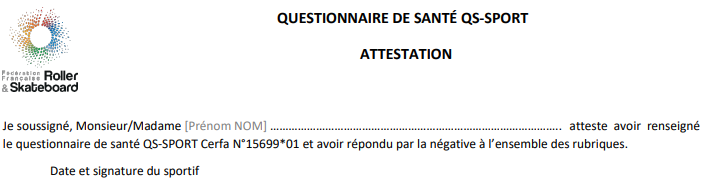 QUESTIONNAIRE DE SANTÉ QS-SPORT
ATTESTATION
Fédération
Française Roller
& Skateboard
Je soussigné, Monsieur/Madame [Prénom NOM] ………………………………………………………………………………….. atteste avoir renseigné
le questionnaire de santé QS-SPORT Cerfa N°15699*01 et avoir répondu par la négative à l’ensemble des rubriques.
Date et signature du sportif